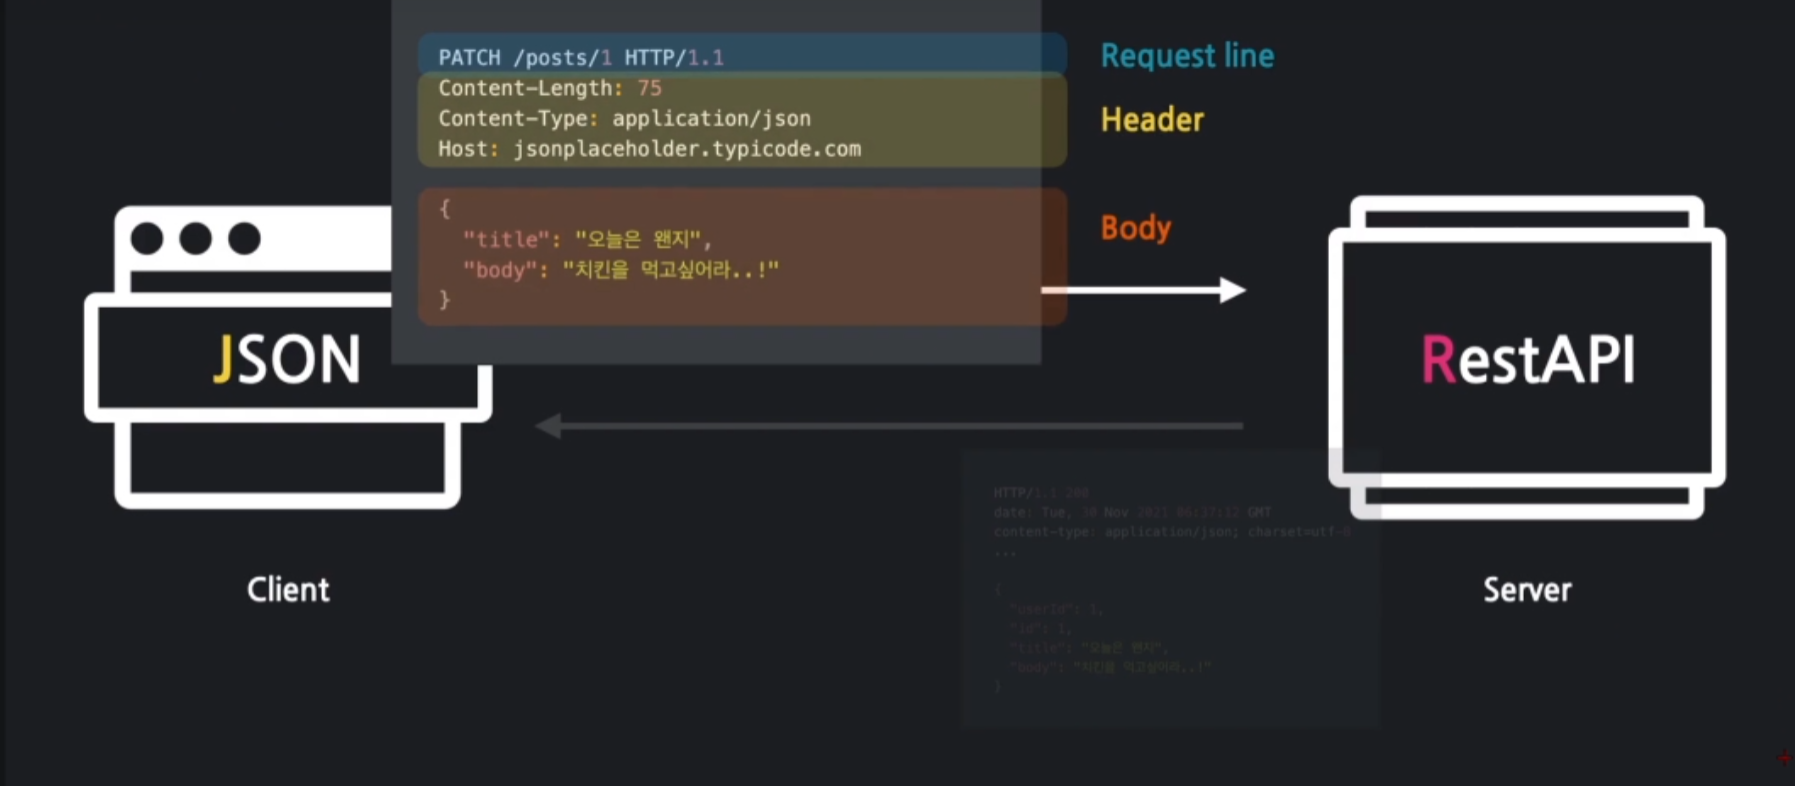 PATCH /posts/1 HTTP/1.1
Request line
Content-Length: 75
Content-Type: application/json
Host: jsonplaceholder.typicode.com
Header
{
"title": "오늘은 왠지",
"body": "치킨을 먹고싶어라..!"
}
Body
JSON
RestAPI
HTTP/1.1 200
date: Tue, 30 Nov 2021 06:37:12 GMT
content-type: application/json; charset=utf-8
...
{
"userId": 1,
"id": 1,
"title": "오늘은 왠지",
"body": "치킨을 먹고싶어라..!"
}
Client
Server